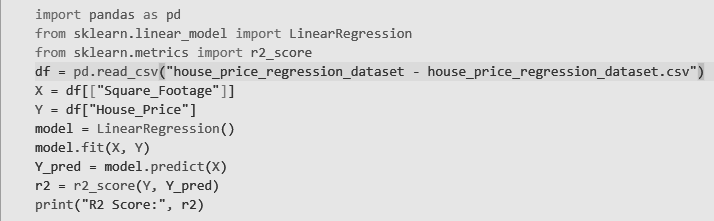 import pandas as pd
from sklearn.linear_model import LinearRegression
from sklearn.metrics import r2_score
df = pd.read_csv("house_price_regression_dataset - house_price_regression_dataset.csv")
X = df[["Square_Footage"]]
Y = df["House_Price"]
model = LinearRegression()
model.fit(X, Y)
Y_pred = model.predict(X)
r2 = r2_score(Y, Y_pred)
print("R2 Score:", r2)